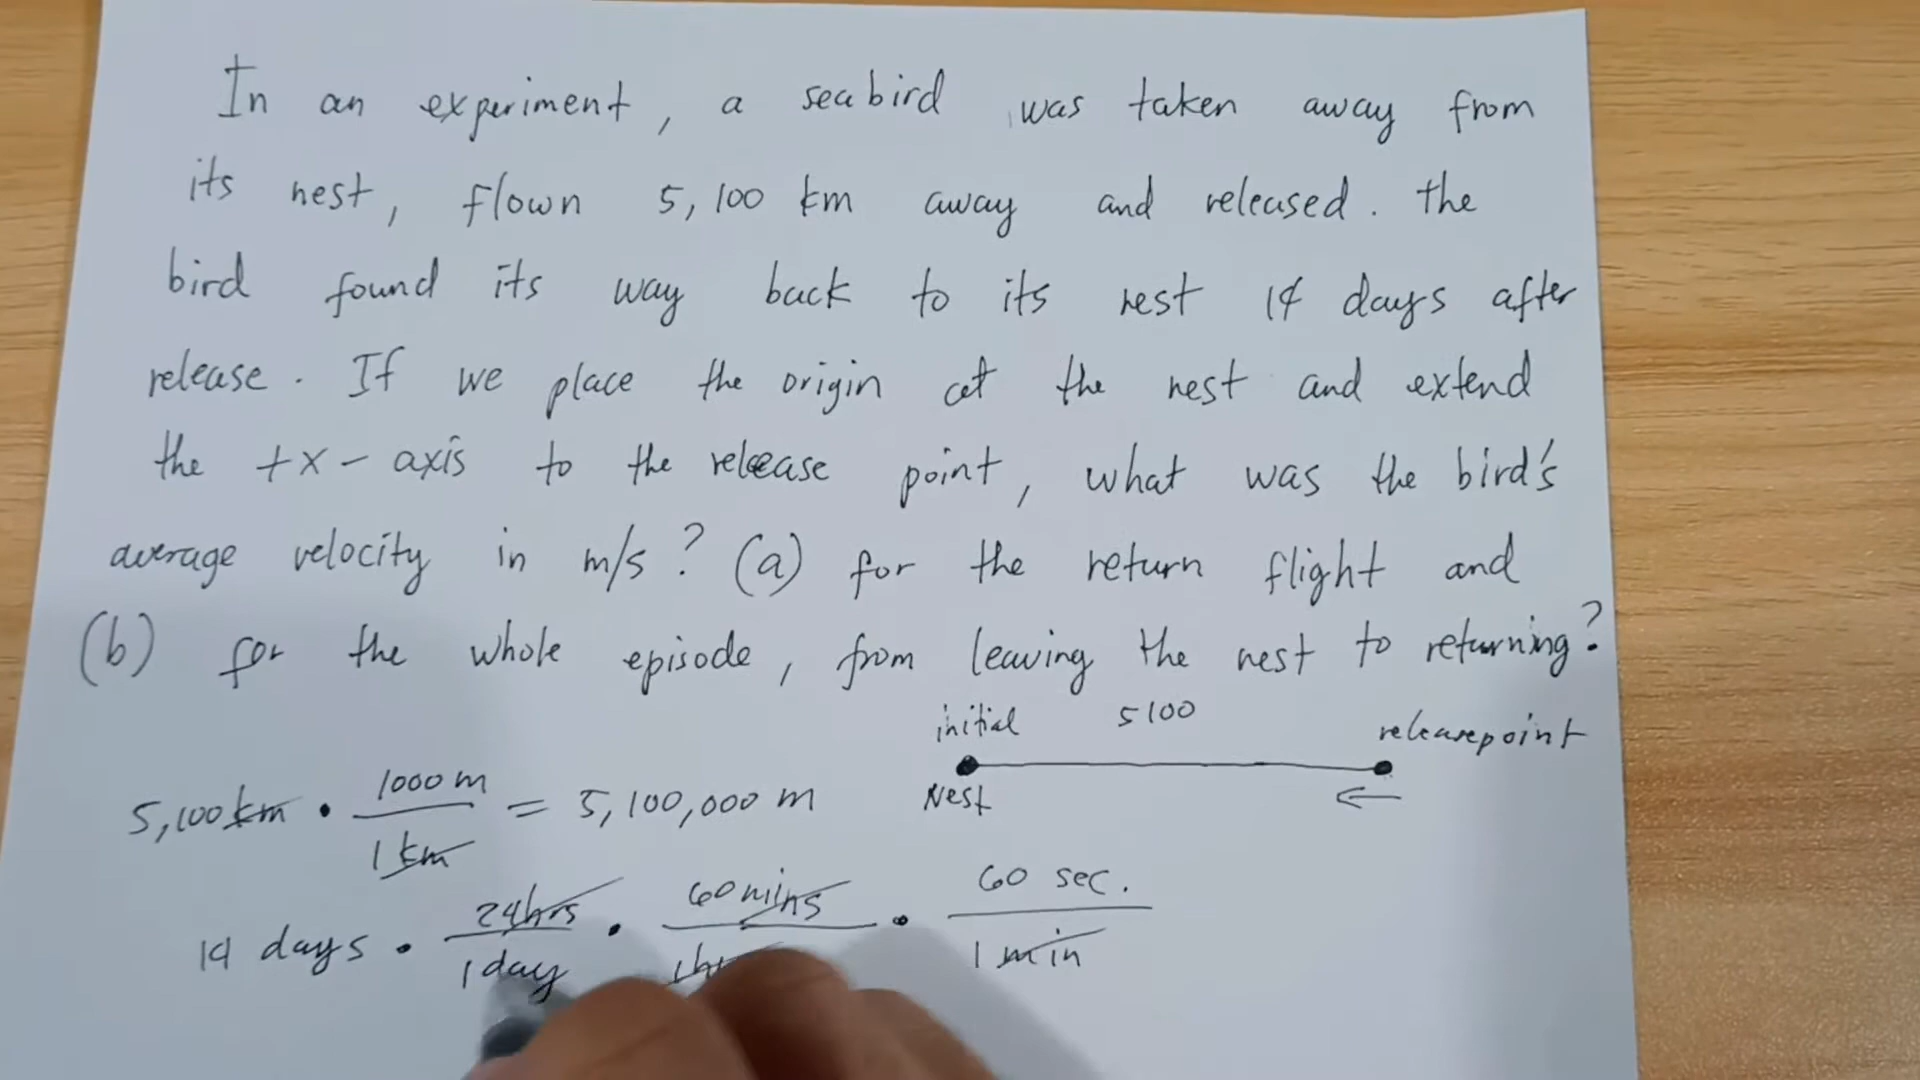 In an experiment, a seabird was taken away from
its nest, flown 5,100 km away and released. the
bird found its way back to its nest 14 days after
release. If we place the origin at the nest and extend
the +x - axis to the release point, what was the bird's
average velocity in m/s? (a) for the return flight and
(b) for the whole episode, from leaving the nest to returning?
initial 5100 releasepoint
Nest ←
5,100 km • 1000 m / 1 km = 5,100,000 m
14 days • 24hrs / 1 day • 60 mins / • 60 sec. / 1 min